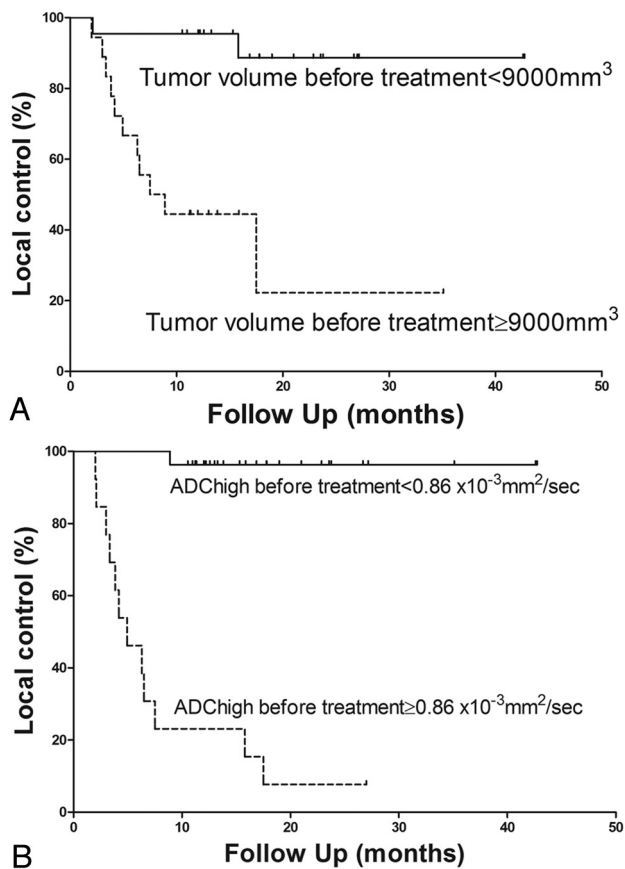 100
80
60
40
20
0
Local control (%)
Tumor volume before treatment<9000mm³
Tumor volume before treatment≥9000mm³
0 10 20 30 40 50
Follow Up (months)
A
100
80
60
40
20
0
Local control (%)
ADChigh before treatment<0.86 x10⁻³mm²/sec
ADChigh before treatment≥0.86 x10⁻³mm²/sec
0 10 20 30 40 50
Follow Up (months)
B